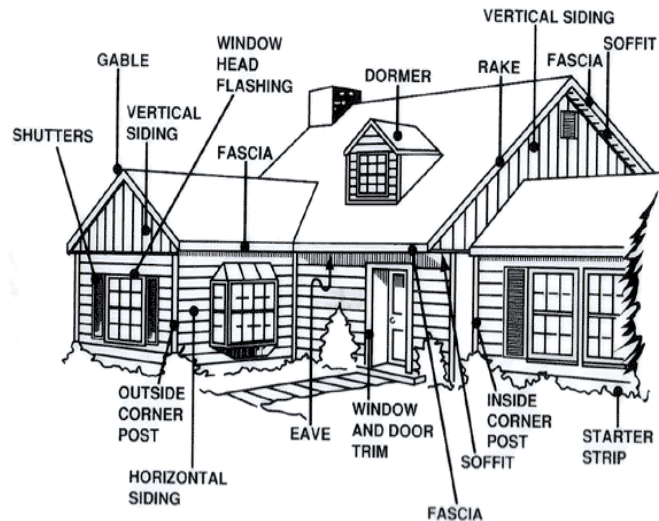 VERTICAL SIDING
SOFFIT
WINDOW
HEAD
FLASHING
FASCIA
GABLE
DORMER
RAKE
VERTICAL
SIDING
SHUTTERS
FASCIA
OUTSIDE
CORNER
POST
EAVE
WINDOW
AND DOOR
TRIM
INSIDE
CORNER
POST
STARTER
STRIP
SOFFIT
HORIZONTAL
SIDING
FASCIA